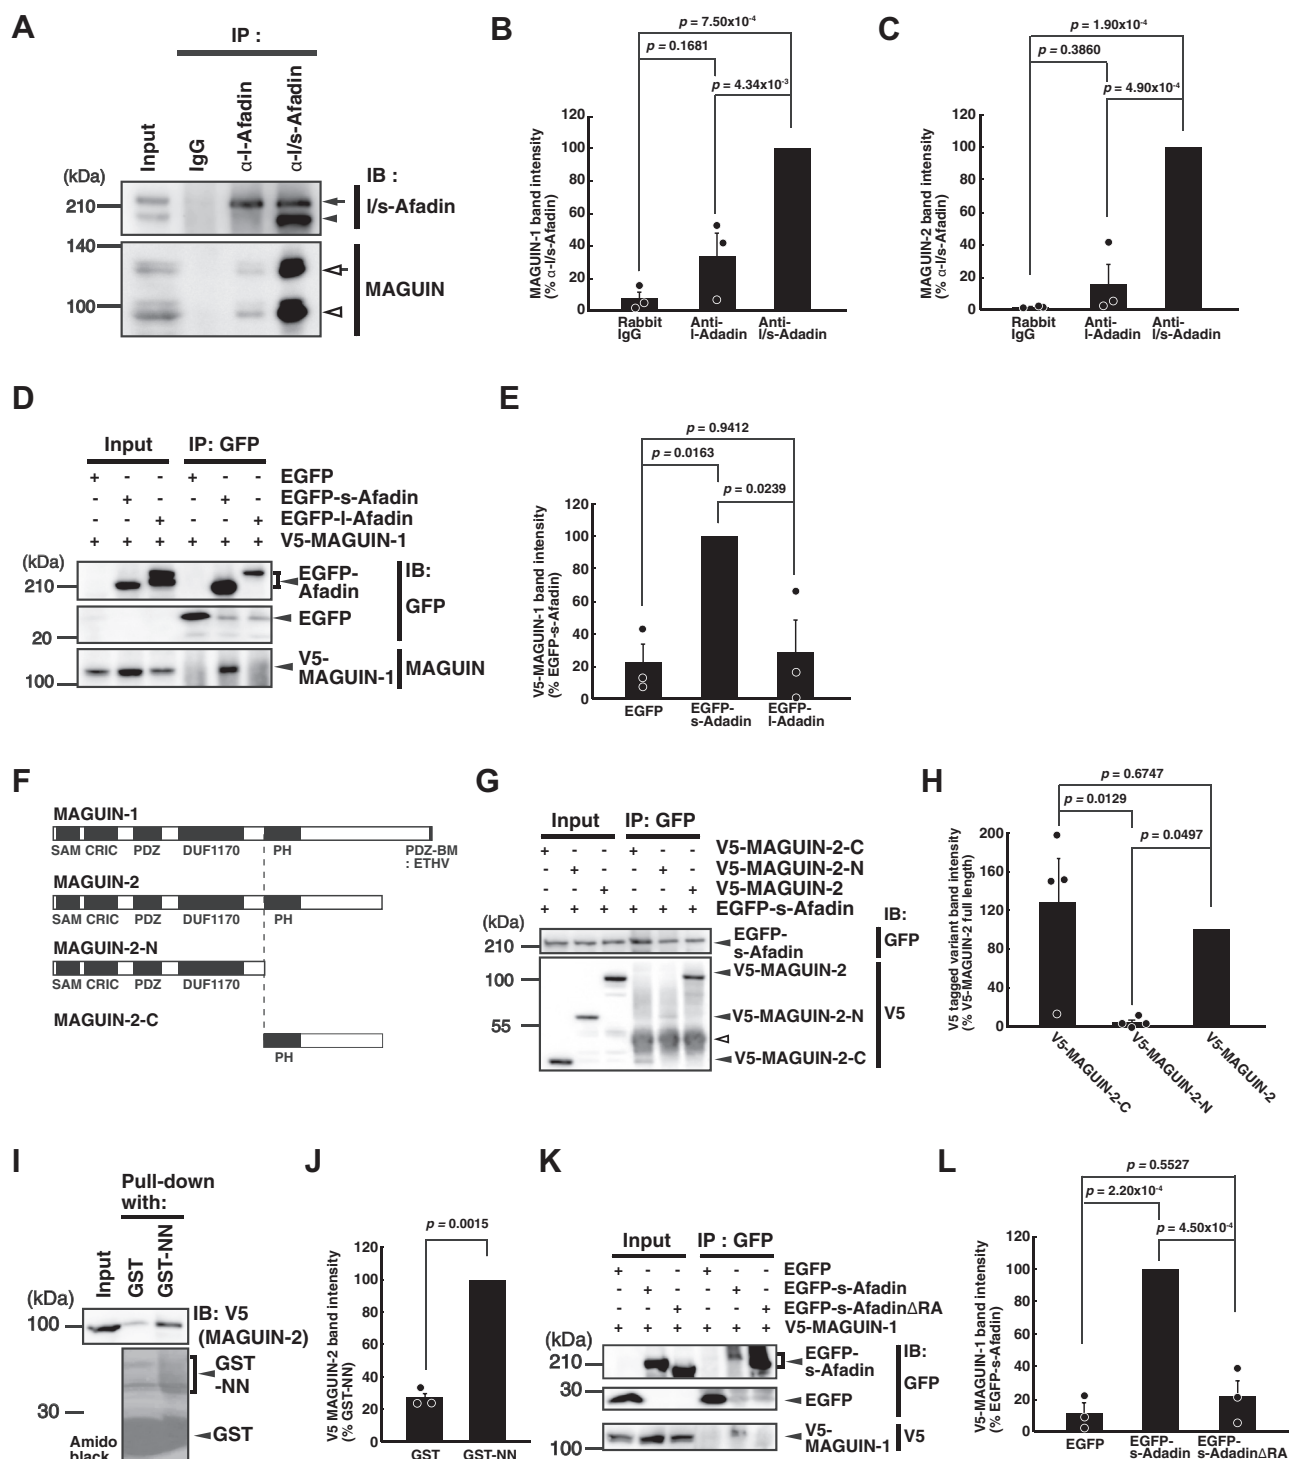 A
IP :
Input
IgG
α-l-Afadin
α-l/s-Afadin
(kDa)
IB :
210
l/s-Afadin
140
100
MAGUIN
B
p = 7.50x10-4
p = 0.1681
p = 4.34x10-3
MAGUIN-1 band intensity
(% α-l/s-Afadin)
120
100
80
60
40
20
0
Rabbit
IgG
Anti-
l-Adadin
Anti-
l/s-Adadin
C
p = 1.90x10-4
p = 0.3860
p = 4.90x10-4
MAGUIN-2 band intensity
(% α-l/s-Afadin)
120
100
80
60
40
20
0
Rabbit
IgG
Anti-
l-Adadin
Anti-
l/s-Adadin
D
Input IP: GFP
+ - - + - - EGFP
- + - - + - EGFP-s-Afadin
- - + - - + EGFP-l-Afadin
+ + + + + + V5-MAGUIN-1
(kDa)
210
EGFP-
Afadin
IB:
GFP
EGFP
20
V5-
MAGUIN-1
MAGUIN
100
E
p = 0.9412
p = 0.0163
p = 0.0239
V5-MAGUIN-1 band intensity
(% EGFP-s-Afadin)
120
100
80
60
40
20
0
EGFP
EGFP-
s-Adadin
EGFP-
l-Adadin
F
MAGUIN-1
SAM CRIC PDZ DUF1170 PH PDZ-BM
: ETHV
MAGUIN-2
SAM CRIC PDZ DUF1170 PH
MAGUIN-2-N
SAM CRIC PDZ DUF1170
MAGUIN-2-C
PH
G
Input IP: GFP
+ - - + - - V5-MAGUIN-2-C
- + - - + - V5-MAGUIN-2-N
- - + - - + V5-MAGUIN-2
+ + + + + + EGFP-s-Afadin
(kDa)
IB:
210
EGFP-
s-Afadin
GFP
100
V5-MAGUIN-2
55
V5-MAGUIN-2-N
V5
V5-MAGUIN-2-C
H
p = 0.6747
p = 0.0129
p = 0.0497
V5 tagged variant band intensity
(% V5-MAGUIN-2 full length)
200
160
120
80
40
0
V5-MAGUIN-2-C
V5-MAGUIN-2-N
V5-MAGUIN-2
I
Pull-down
with:
Input
GST
GST-NN
(kDa)
100
IB: V5
(MAGUIN-2)
GST
-NN
30
GST
Amido
black
J
p = 0.0015
V5 MAGUIN-2 band intensity
(% GST-NN)
120
100
80
60
40
20
0
GST
GST-NN
K
Input IP : GFP
+ - - + - - EGFP
- + - - + - EGFP-s-Afadin
- - + - - + EGFP-s-AfadinΔRA
+ + + + + + V5-MAGUIN-1
(kDa)
210
EGFP-
s-Afadin
IB:
GFP
30
EGFP
100
V5-
MAGUIN-1
V5
L
p = 0.5527
p = 2.20x10-4
p = 4.50x10-4
V5-MAGUIN-1 band intensity
(% EGFP-s-Afadin)
120
100
80
60
40
20
0
EGFP
EGFP-
s-Adadin
EGFP-
s-AdadinΔRA